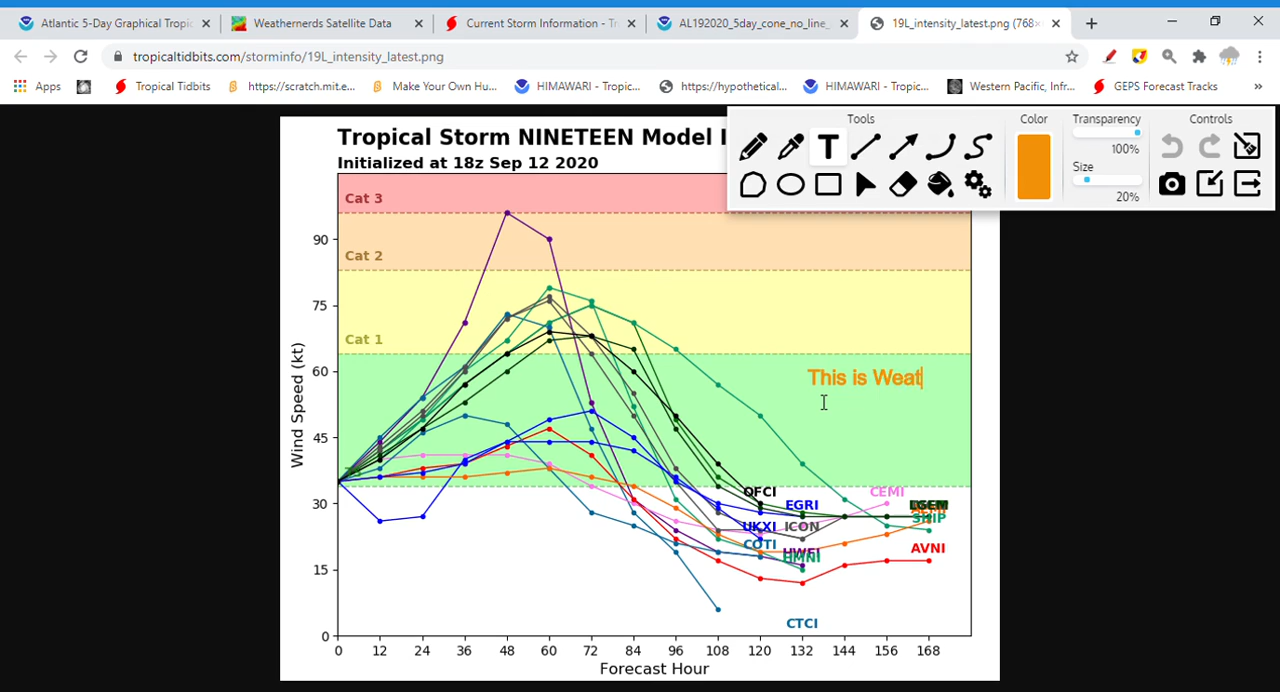 Atlantic 5-Day Graphical Tropic
Weathernerds Satellite Data
Current Storm Information - Tro
AL192020_5day_cone_no_line_
19L_intensity_latest.png (768×
tropicaltidbits.com/storminfo/19L_intensity_latest.png
Apps
Tropical Tidbits
https://scratch.mit.e...
Make Your Own Hu...
HIMAWARI - Tropic...
https://hypothetical...
HIMAWARI - Tropic...
Western Pacific, Inf...
GEPS Forecast Tracks
»
Tools
Color
Transparency
100%
Size
20%
Controls
T
Tropical Storm NINETEEN Model I
Initialized at 18z Sep 12 2020
Cat 3
Cat 2
Cat 1
This is Weat
Wind Speed (kt)
90
75
60
45
30
15
0
OFCI
EGRI
CEMI
LGEM
SHIP
UKXI
ICON
COTI
HWFI
HMNI
AVNI
CTCI
0 12 24 36 48 60 72 84 96 108 120 132 144 156 168
Forecast Hour